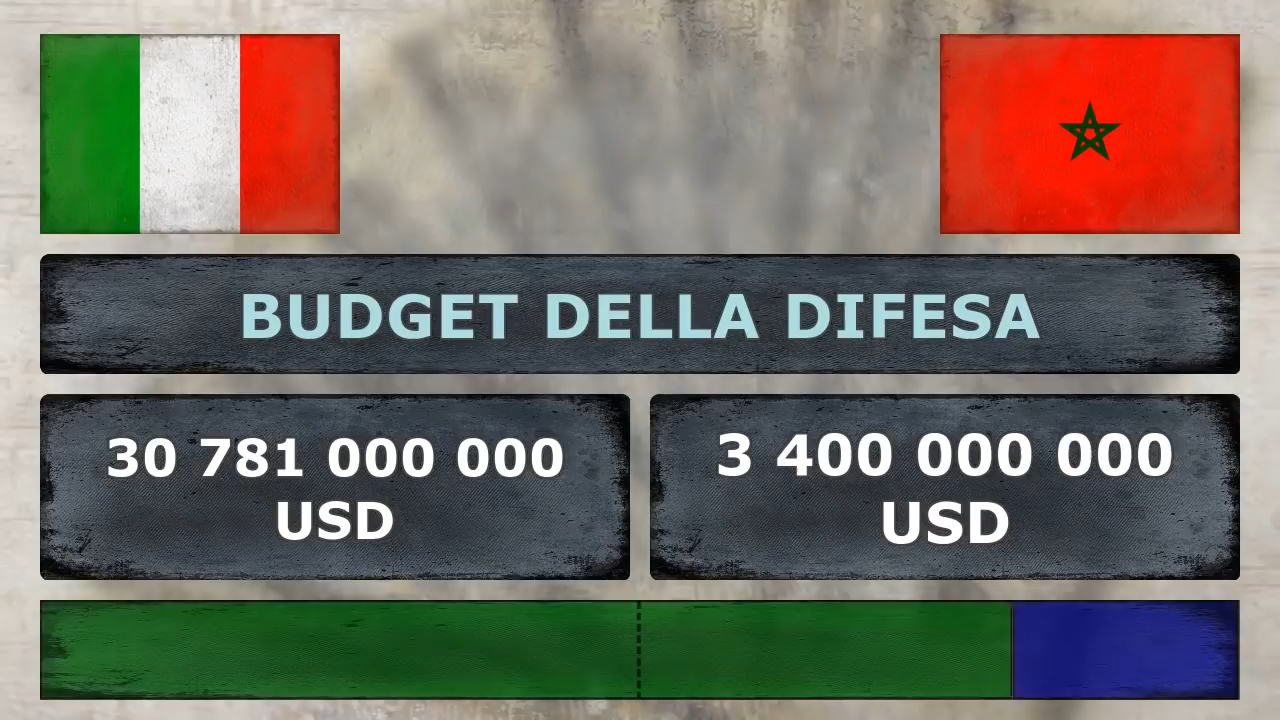 BUDGET DELLA DIFESA
30 781 000 000
USD
3 400 000 000
USD